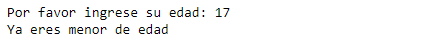 Por favor ingrese su edad: 17
Ya eres menor de edad